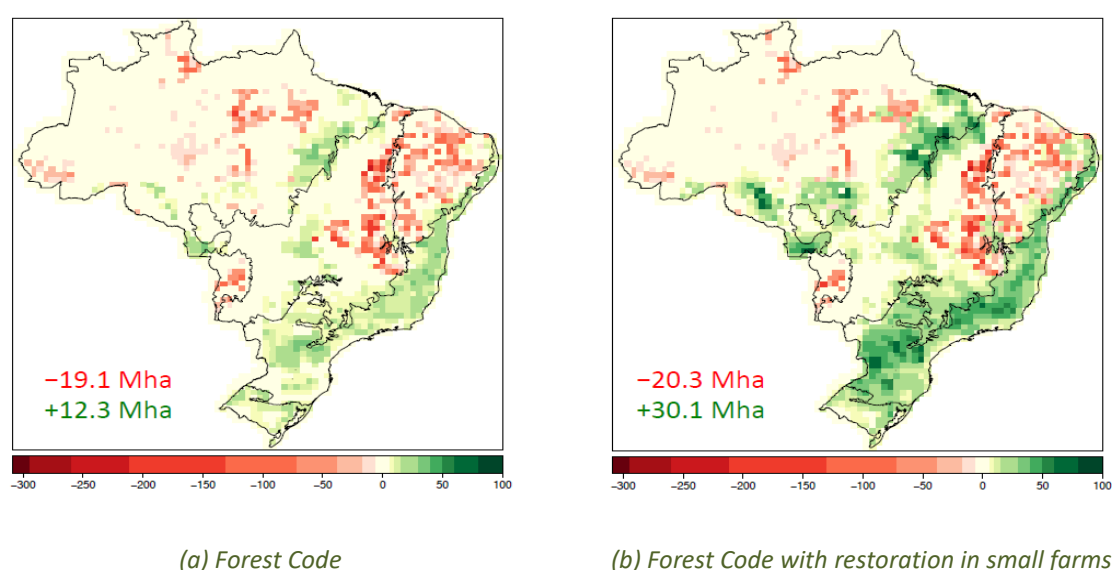 −19.1 Mha
+12.3 Mha
−20.3 Mha
+30.1 Mha
−300 −250 −200 −150 −100 −50 0 50 100
−300 −250 −200 −150 −100 −50 0 50 100
(a) Forest Code
(b) Forest Code with restoration in small farms